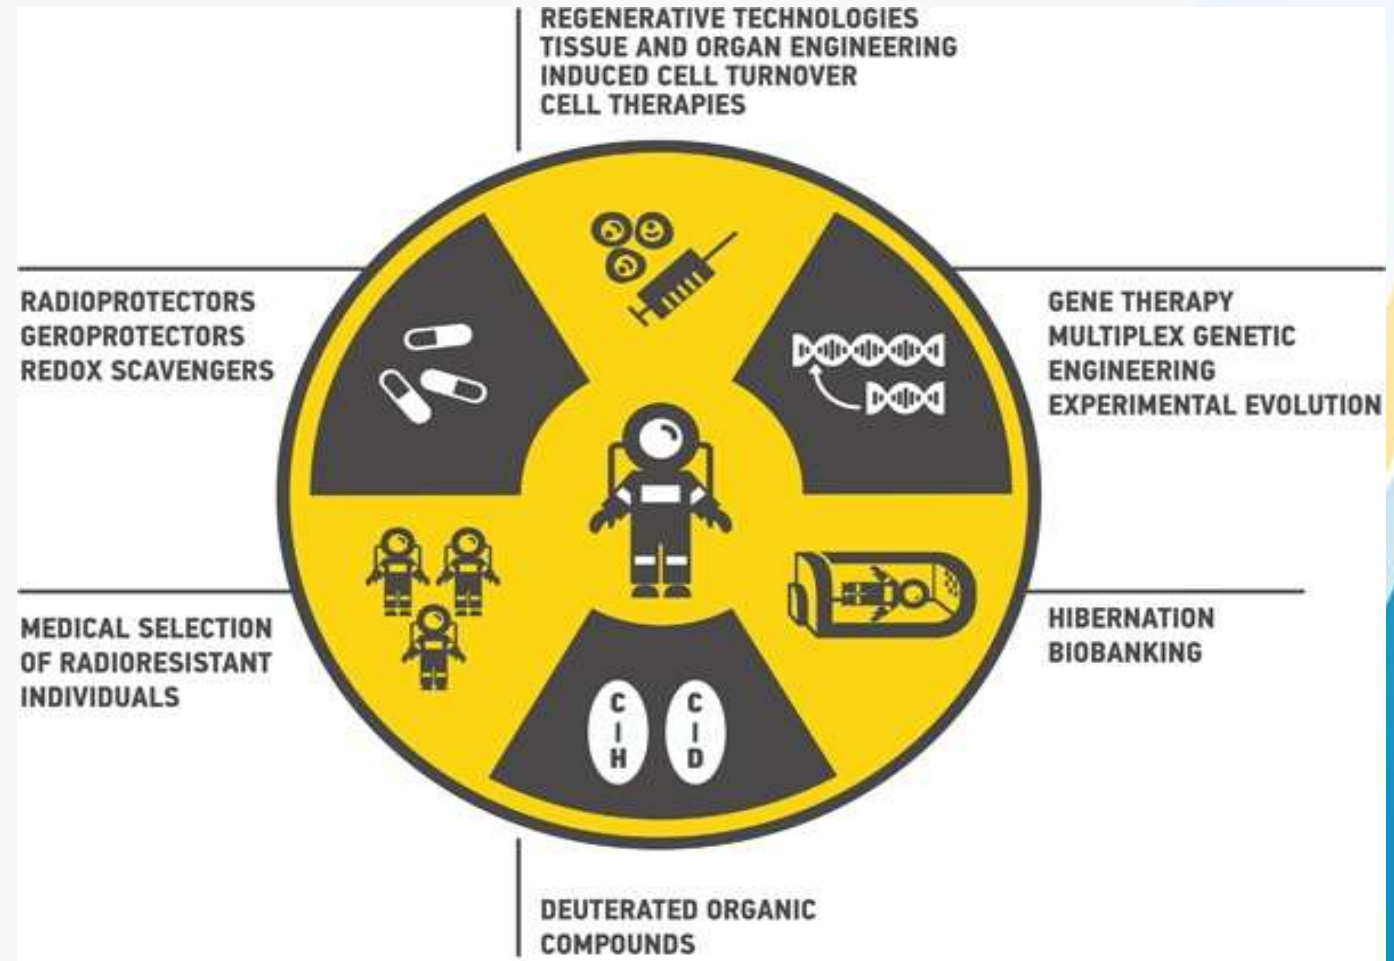 REGENERATIVE TECHNOLOGIES
TISSUE AND ORGAN ENGINEERING
INDUCED CELL TURNOVER
CELL THERAPIES
RADIOPROTECTORS
GEROPROTECTORS
REDOX SCAVENGERS
GENE THERAPY
MULTIPLEX GENETIC
ENGINEERING
EXPERIMENTAL EVOLUTION
MEDICAL SELECTION
OF RADIORESISTANT
INDIVIDUALS
HIBERNATION
BIOBANKING
C C
I I
H D
DEUTERATED ORGANIC
COMPOUNDS